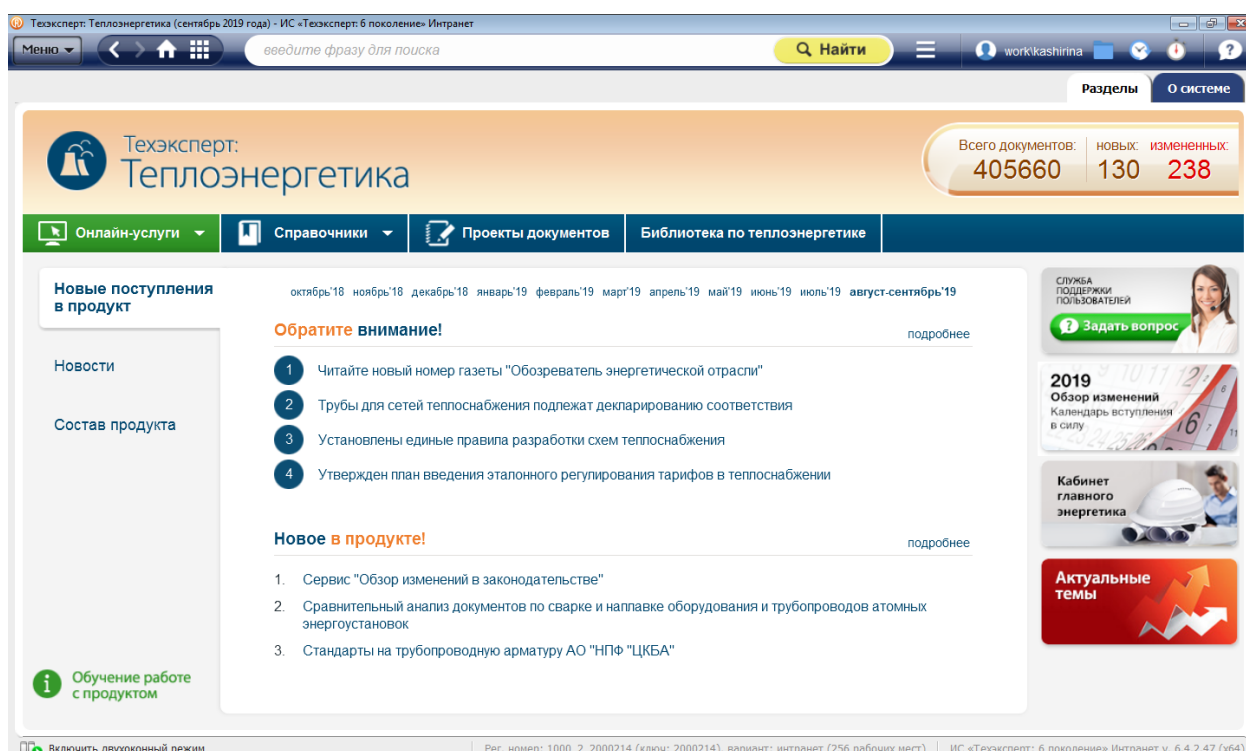 Техэксперт: Теплоэнергетика (сентябрь 2019 года) - ИС «Техэксперт: 6 поколение» Интранет
Меню
введите фразу для поиска
Найти
work\kashirina
?
Разделы
О системе
Техэксперт:
Теплоэнергетика
Всего документов: новых: измененных:
405660 130 238
Онлайн-услуги
Справочники
Проекты документов
Библиотека по теплоэнергетике
Новые поступления
в продукт
Новости
Состав продукта
Обучение работе
с продуктом
октябрь'18 ноябрь'18 декабрь'18 январь'19 февраль'19 март'19 апрель'19 май'19 июнь'19 июль'19 август-сентябрь'19
Обратите внимание!
подробнее
1 Читайте новый номер газеты "Обозреватель энергетической отрасли"
2 Трубы для сетей теплоснабжения подлежат декларированию соответствия
3 Установлены единые правила разработки схем теплоснабжения
4 Утвержден план введения эталонного регулирования тарифов в теплоснабжении
Новое в продукте!
подробнее
1. Сервис "Обзор изменений в законодательстве"
2. Сравнительный анализ документов по сварке и наплавке оборудования и трубопроводов атомных
энергоустановок
3. Стандарты на трубопроводную арматуру АО "НПФ "ЦКБА"
СЛУЖБА
ПОДДЕРЖКИ
ПОЛЬЗОВАТЕЛЕЙ
? Задать вопрос
2019
Обзор изменений
Календарь вступления
в силу
Кабинет
главного
энергетика
Актуальные
темы
Включить двухоконный режим
Рег. номер: 1000_2_2000214 (ключ: 2000214), вариант: интранет (256 рабочих мест)
ИС «Техэксперт: 6 поколение» Интранет v. 6.4.2.47 (x64)